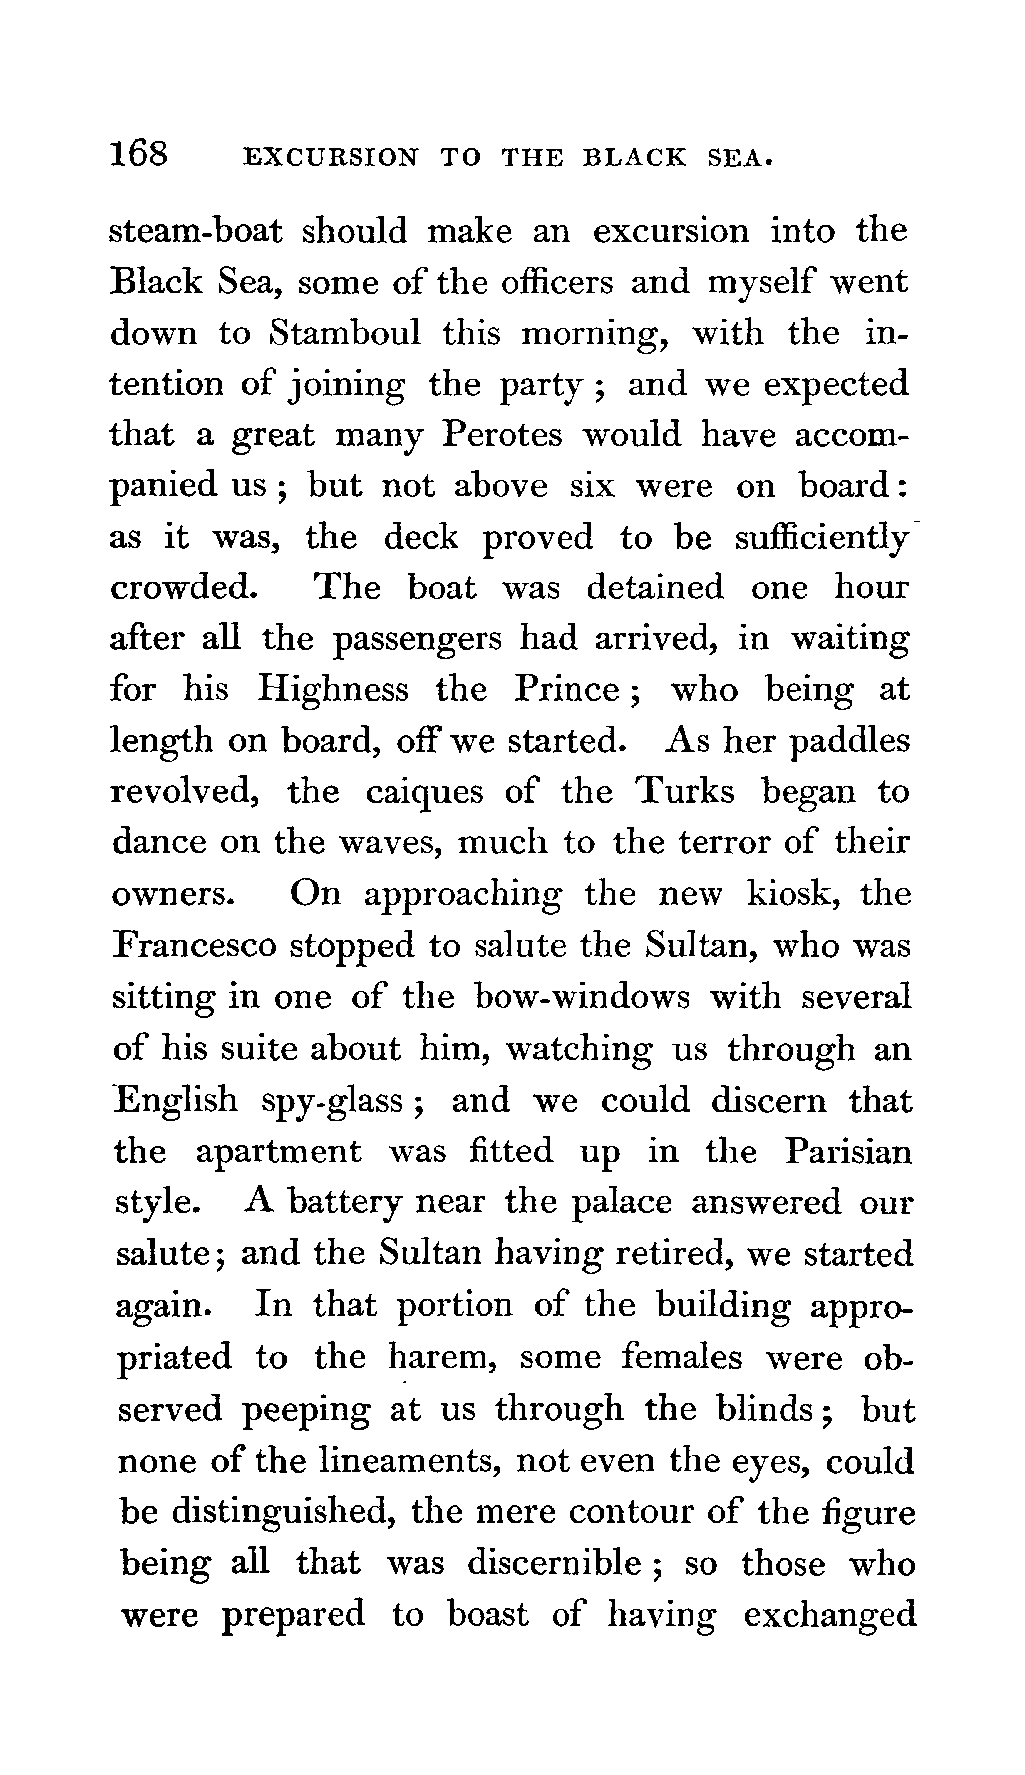 168 EXCURSION TO THE BLACK SEA.
steam-boat should make an excursion into the
Black Sea, some of the officers and myself went
down to Stamboul this morning, with the in-
tention of joining the party ; and we expected
that a great many Perotes would have accom-
panied us ; but not above six were on board :
as it was, the deck proved to be sufficiently
crowded. The boat was detained one hour
after all the passengers had arrived, in waiting
for his Highness the Prince ; who being at
length on board, off we started. As her paddles
revolved, the caiques of the Turks began to
dance on the waves, much to the terror of their
owners. On approaching the new kiosk, the
Francesco stopped to salute the Sultan, who was
sitting in one of the bow-windows with several
of his suite about him, watching us through an
English spy-glass ; and we could discern that
the apartment was fitted up in the Parisian
style. A battery near the palace answered our
salute ; and the Sultan having retired, we started
again. In that portion of the building appro-
priated to the harem, some females were ob-
served peeping at us through the blinds ; but
none of the lineaments, not even the eyes, could
be distinguished, the mere contour of the figure
being all that was discernible ; so those who
were prepared to boast of having exchanged